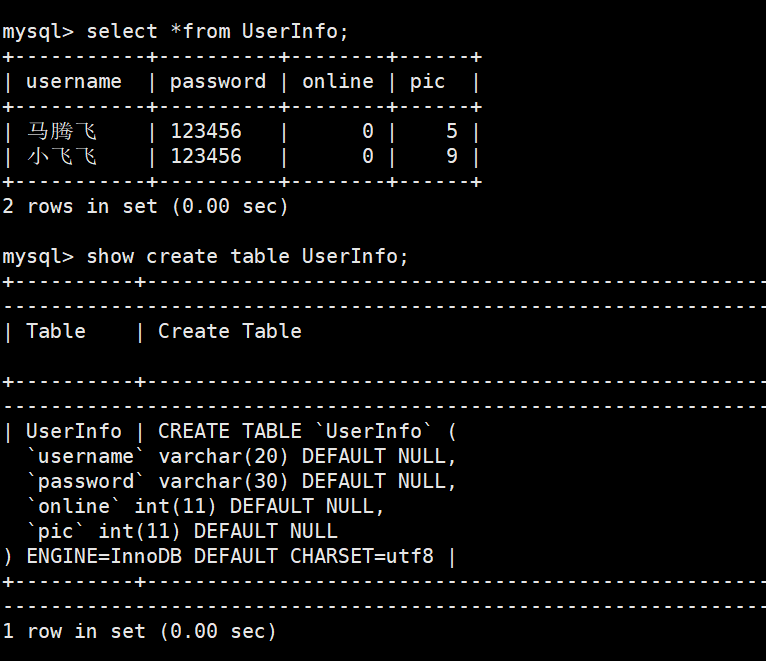 mysql> select *from UserInfo;
+-----------+----------+--------+------+
| username  | password | online | pic  |
+-----------+----------+--------+------+
| 马腾飞    | 123456   |      0 |    5 |
| 小飞飞    | 123456   |      0 |    9 |
+-----------+----------+--------+------+
2 rows in set (0.00 sec)
mysql> show create table UserInfo;
+----------+----------------------------------------------------
----------------------------------------------------------------
| Table    | Create Table
+----------+----------------------------------------------------
----------------------------------------------------------------
| UserInfo | CREATE TABLE `UserInfo` (
  `username` varchar(20) DEFAULT NULL,
  `password` varchar(30) DEFAULT NULL,
  `online` int(11) DEFAULT NULL,
  `pic` int(11) DEFAULT NULL
) ENGINE=InnoDB DEFAULT CHARSET=utf8 |
+----------+----------------------------------------------------
----------------------------------------------------------------
1 row in set (0.00 sec)